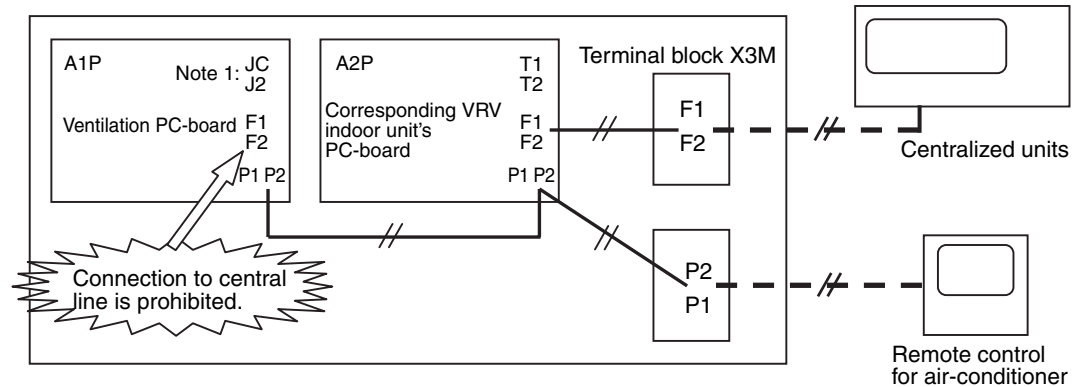 A1P
Note 1: JC
J2
Ventilation PC-board F1
F2
P1 P2
A2P
T1
T2
Corresponding VRV
indoor unit's
PC-board
F1
F2
P1 P2
Terminal block X3M
F1
F2
Centralized units
Connection to central
line is prohibited.
P2
P1
Remote control
for air-conditioner